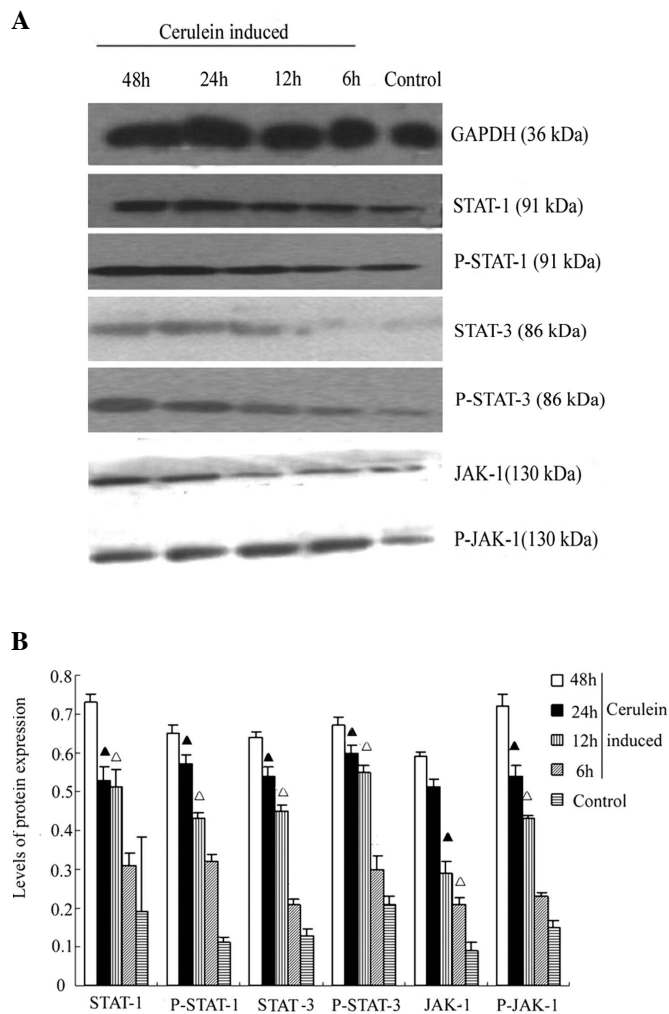 A
Cerulein induced
48h 24h 12h 6h Control
GAPDH (36 kDa)
STAT-1 (91 kDa)
P-STAT-1 (91 kDa)
STAT-3 (86 kDa)
P-STAT-3 (86 kDa)
JAK-1(130 kDa)
P-JAK-1(130 kDa)
B
Levels of protein expression
0.8
0.7
0.6
0.5
0.4
0.3
0.2
0.1
0
48h
24h
12h
6h
Control
Cerulein
induced
STAT-1 P-STAT-1 STAT-3 P-STAT-3 JAK-1 P-JAK-1